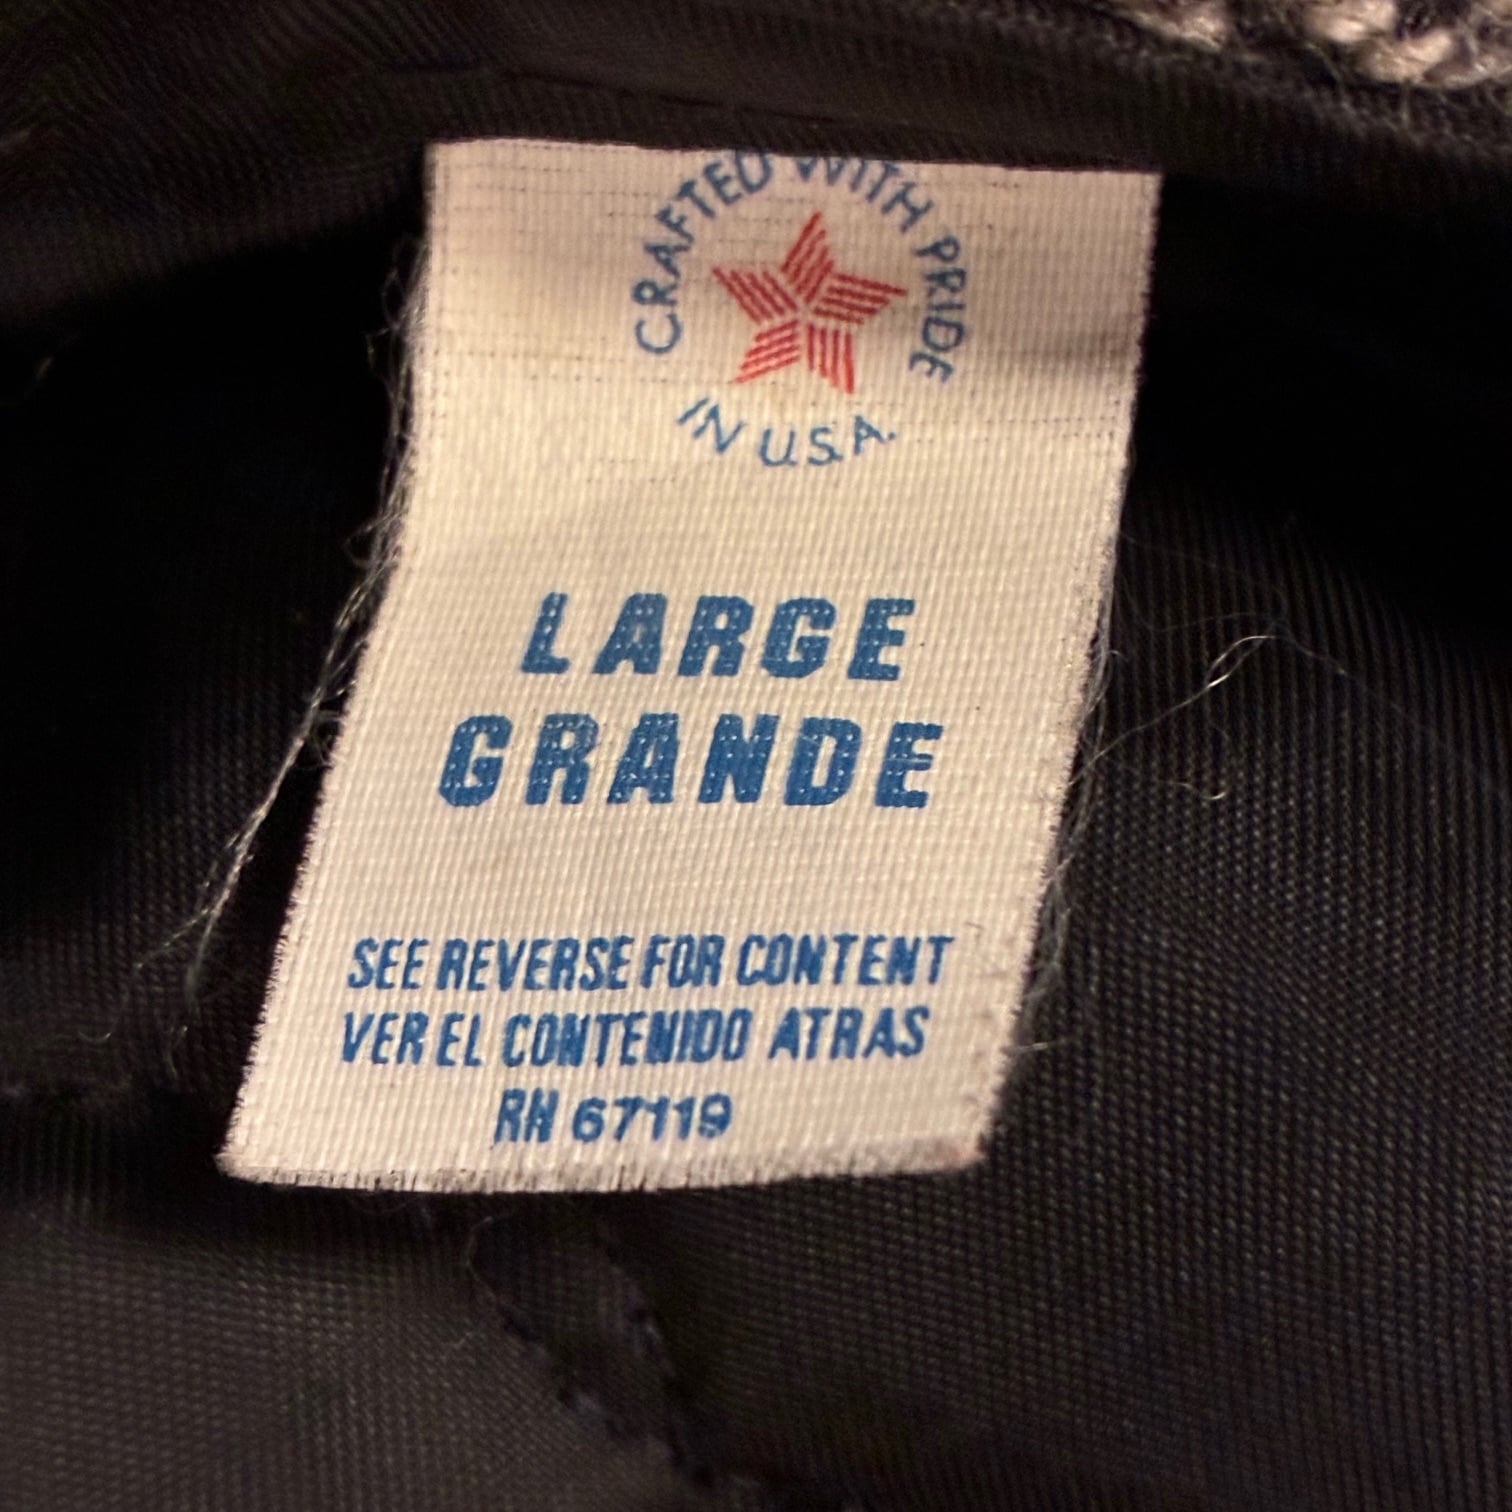 CRAFTED WITH PRIDE
IN U.S.A.
LARGE
GRANDE
SEE REVERSE FOR CONTENT
VER EL CONTENIDO ATRAS
RN 67119